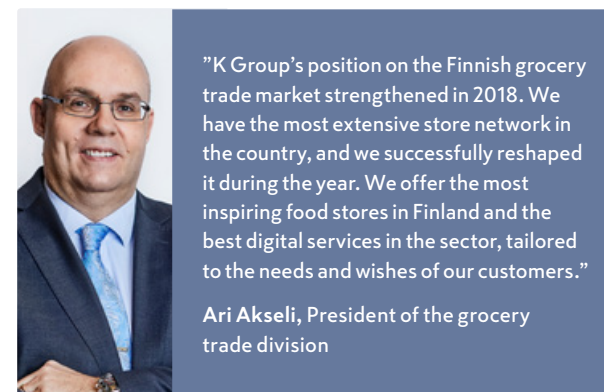 ”K Group’s position on the Finnish grocery
trade market strengthened in 2018. We
have the most extensive store network in
the country, and we successfully reshaped
it during the year. We offer the most
inspiring food stores in Finland and the
best digital services in the sector, tailored
to the needs and wishes of our customers.”
Ari Akseli, President of the grocery
trade division